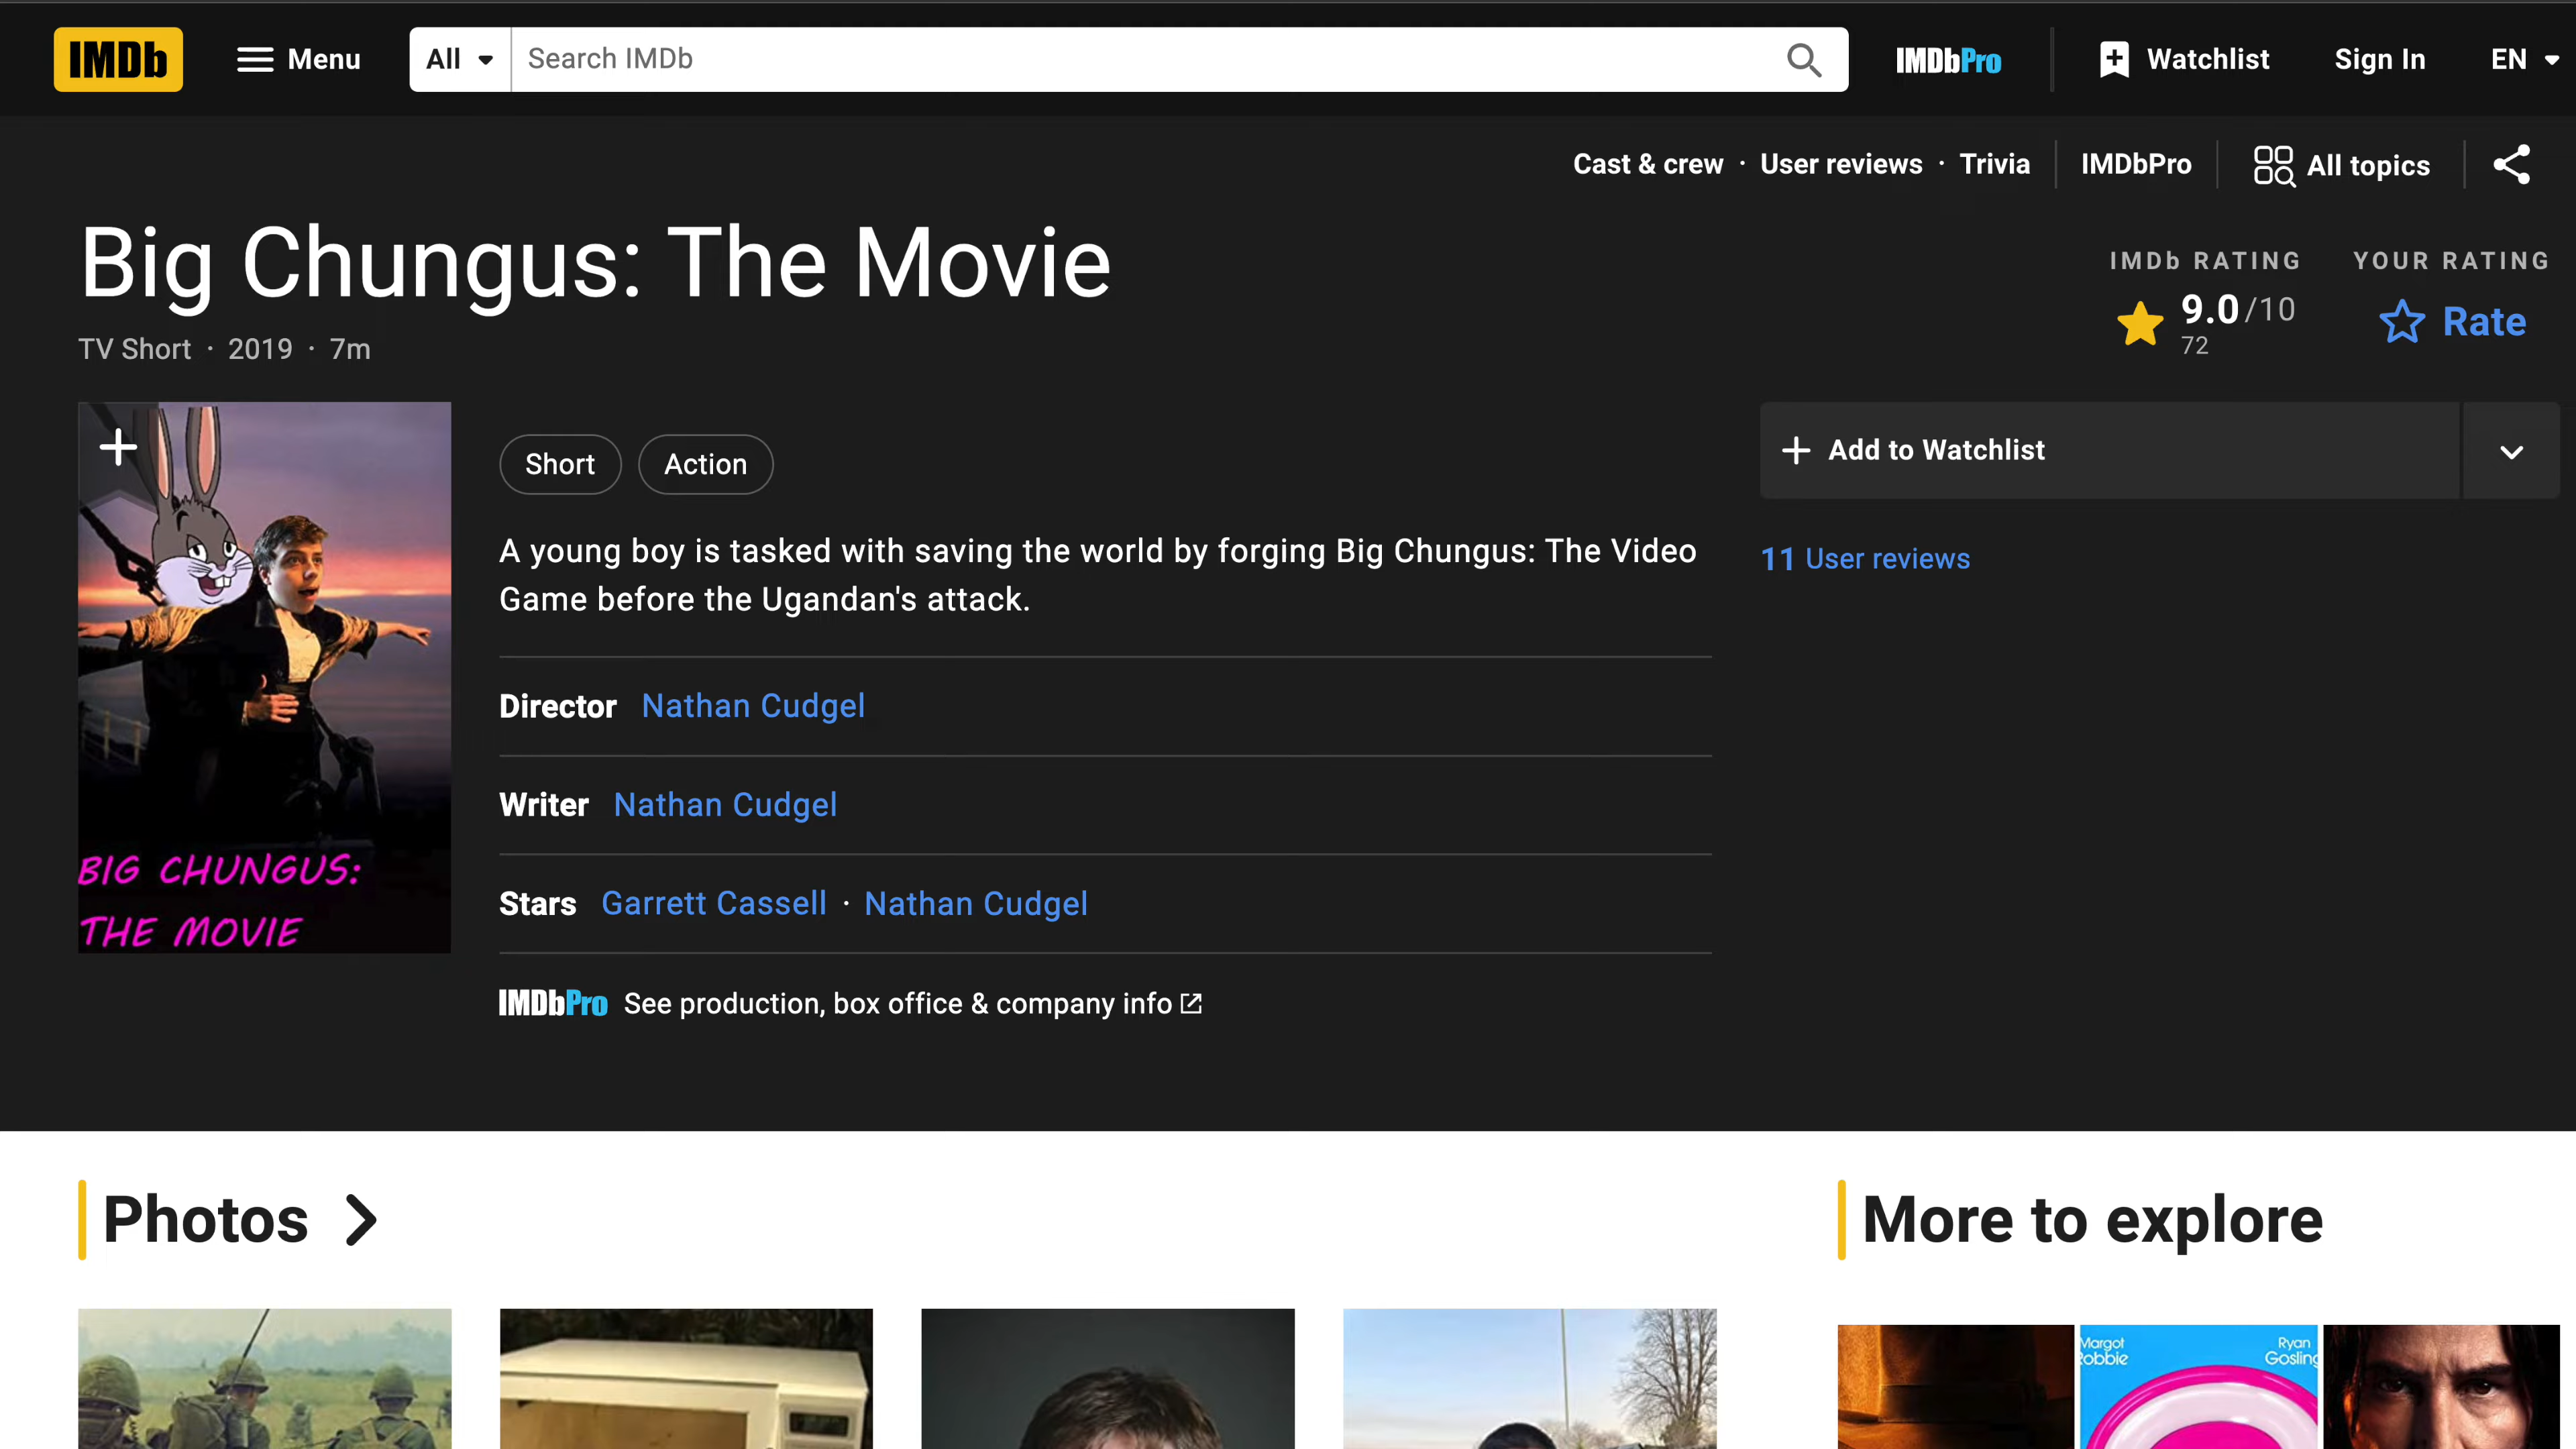 IMDb
Menu
All
Search IMDb
IMDbPro
Watchlist
Sign In
EN
Cast & crew · User reviews · Trivia
IMDbPro
All topics
Big Chungus: The Movie
TV Short · 2019 · 7m
IMDb RATING
9.0/10
72
YOUR RATING
Rate
BIG CHUNGUS:
THE MOVIE
Short
Action
A young boy is tasked with saving the world by forging Big Chungus: The Video
Game before the Ugandan's attack.
Director Nathan Cudgel
Writer Nathan Cudgel
Stars Garrett Cassell · Nathan Cudgel
IMDbPro See production, box office & company info
+ Add to Watchlist
11 User reviews
Photos
More to explore
Margot
Robbie
Ryan
Gosling